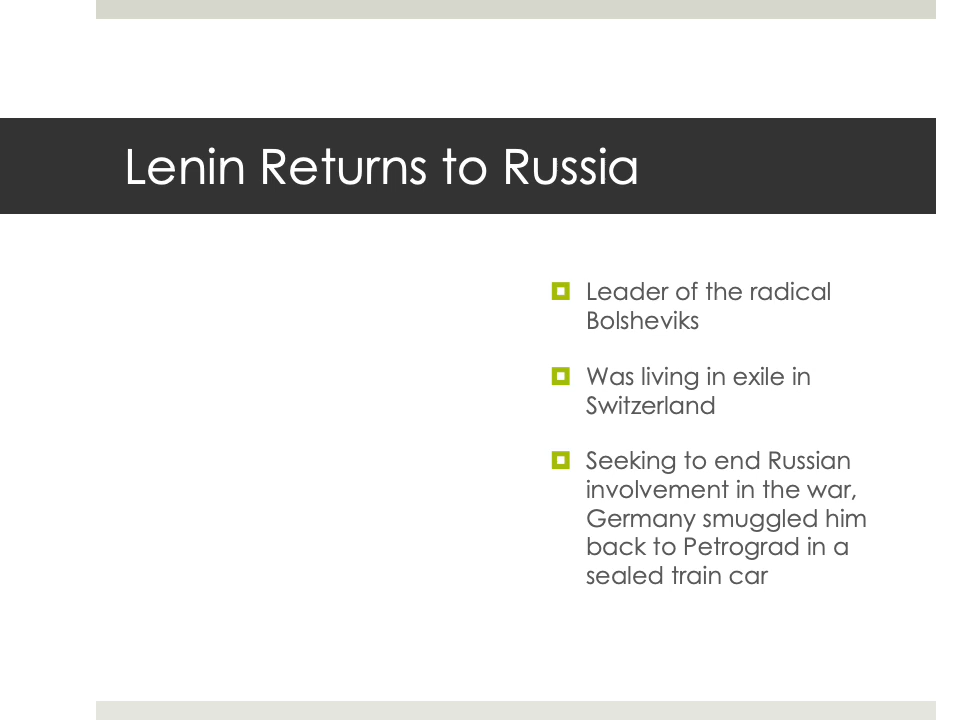 Lenin Returns to Russia
Leader of the radical
Bolsheviks
Was living in exile in
Switzerland
Seeking to end Russian
involvement in the war,
Germany smuggled him
back to Petrograd in a
sealed train car